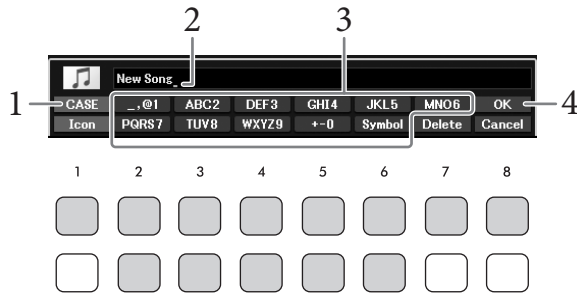 2 3
New Song_
1 CASE _,@1 ABC2 DEF3 GHI4 JKL5 MNO6 OK 4
Icon PQRS7 TUV8 WXYZ9 +-0 Symbol Delete Cancel
1 2 3 4 5 6 7 8